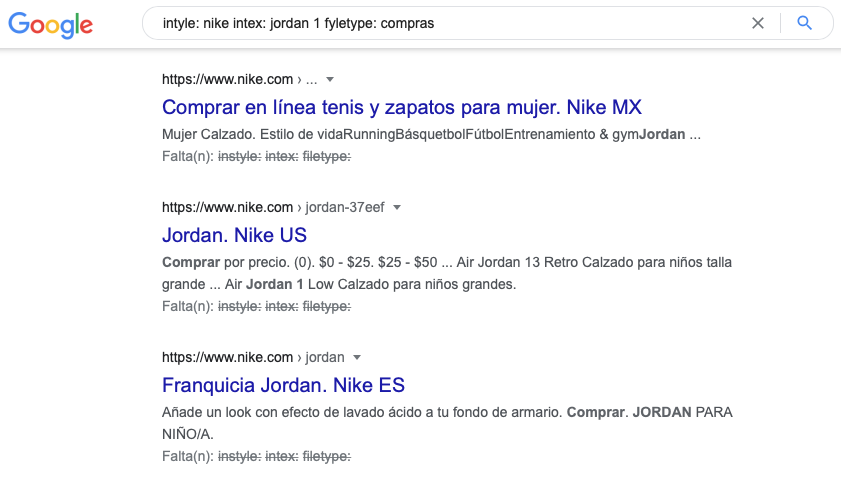 Google
intyle: nike intex: jordan 1 fyletype: compras
https://www.nike.com › ...
Comprar en línea tenis y zapatos para mujer. Nike MX
Mujer Calzado. Estilo de vidaRunningBásquetbolFútbolEntrenamiento & gymJordan ...
Falta(n): instyle: intex: filetype:
https://www.nike.com › jordan-37eef
Jordan. Nike US
Comprar por precio. (0). $0 - $25. $25 - $50 ... Air Jordan 13 Retro Calzado para niños talla
grande ... Air Jordan 1 Low Calzado para niños grandes.
Falta(n): instyle: intex: filetype:
https://www.nike.com › jordan
Franquicia Jordan. Nike ES
Añade un look con efecto de lavado ácido a tu fondo de armario. Comprar. JORDAN PARA
NIÑO/A.
Falta(n): instyle: intex: filetype: